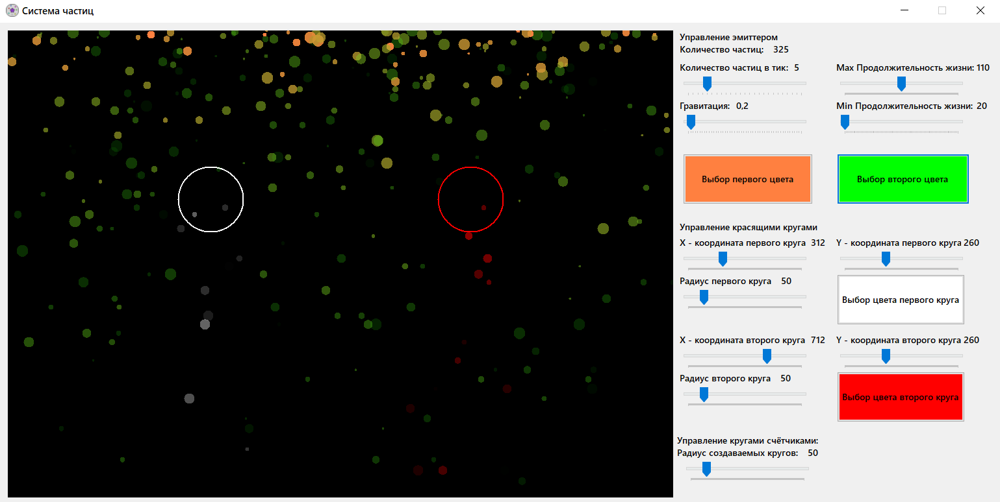 Система частиц
Управление эмиттером
Количество частиц: 325
Количество частиц в тик: 5
Max Продолжительность жизни: 110
Гравитация: 0,2
Min Продолжительность жизни: 20
Выбор первого цвета
Выбор второго цвета
Управление красящими кругами
X - координата первого круга 312
Y - координата первого круга 260
Радиус первого круга 50
Выбор цвета первого круга
X - координата второго круга 712
Y - координата второго круга 260
Радиус второго круга 50
Выбор цвета второго круга
Управление кругами счётчиками:
Радиус создаваемых кругов: 50